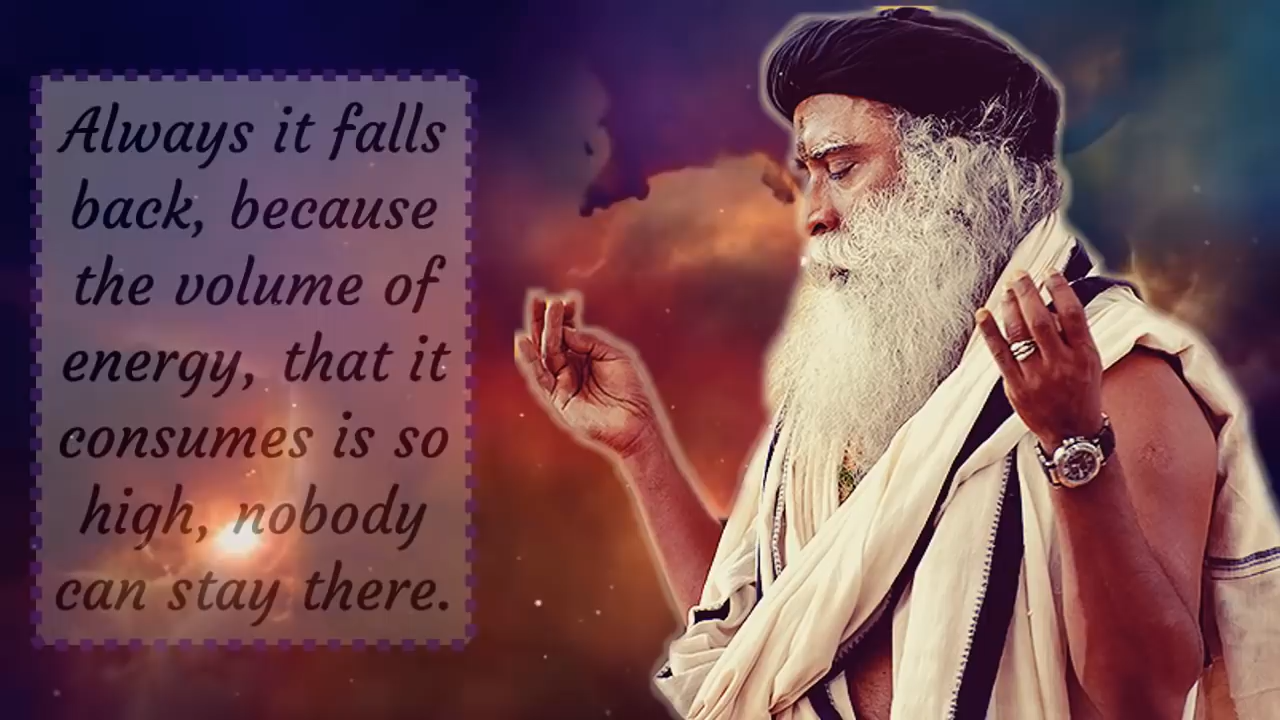 Always it falls
back, because
the volume of
energy, that it
consumes is so
high, nobody
can stay there.